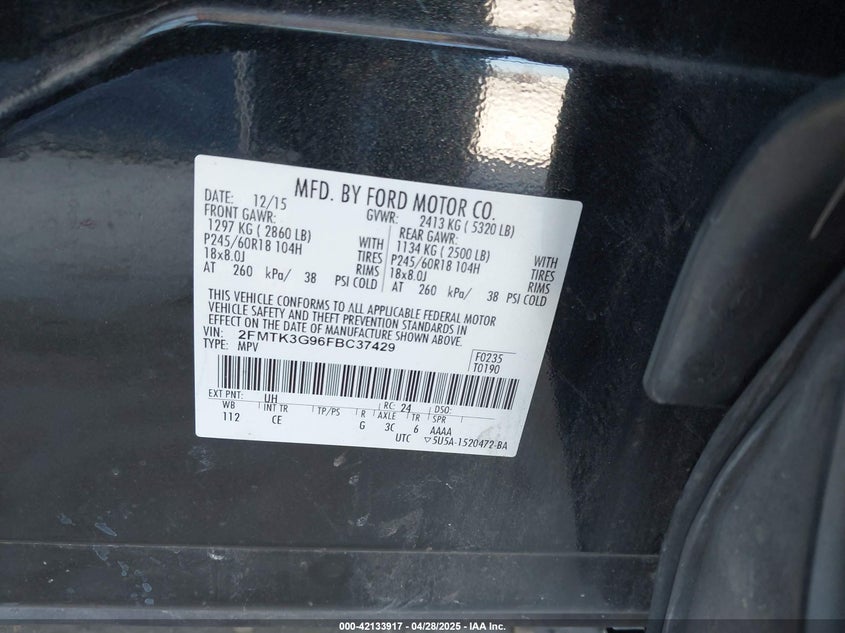 MFD. BY FORD MOTOR CO.
DATE: 12/15 GVWR: 2413 KG ( 5320 LB)
FRONT GAWR: REAR GAWR:
1297 KG ( 2860 LB) WITH 1134 KG ( 2500 LB) WITH
P245/60R18 104H TIRES P245/60R18 104H TIRES
18x8.0J RIMS 18x8.0J RIMS
AT 260 kPa/ 38 PSI COLD AT 260 kPa/ 38 PSI COLD
THIS VEHICLE CONFORMS TO ALL APPLICABLE FEDERAL MOTOR
VEHICLE SAFETY AND THEFT PREVENTION STANDARDS IN
EFFECT ON THE DATE OF MANUFACTURE SHOWN ABOVE.
VIN: 2FMTK3G96FBC37429 F0235
TYPE: MPV T0190
EXT PNT: UH RC: 24 DSO:
WB INT TR TP/PS R AXLE TR SPR
112 CE G 3C 6 AAAA
UTC ▽5U5A-1520472-BA
000-42133917 | 04/28/2025 | IAA Inc.